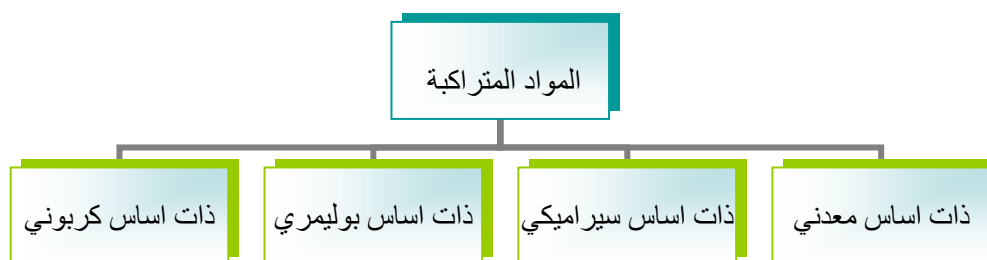 المواد المتراكبة
ذات اساس معدني
ذات اساس سيراميكي
ذات اساس بوليمري
ذات اساس كربوني